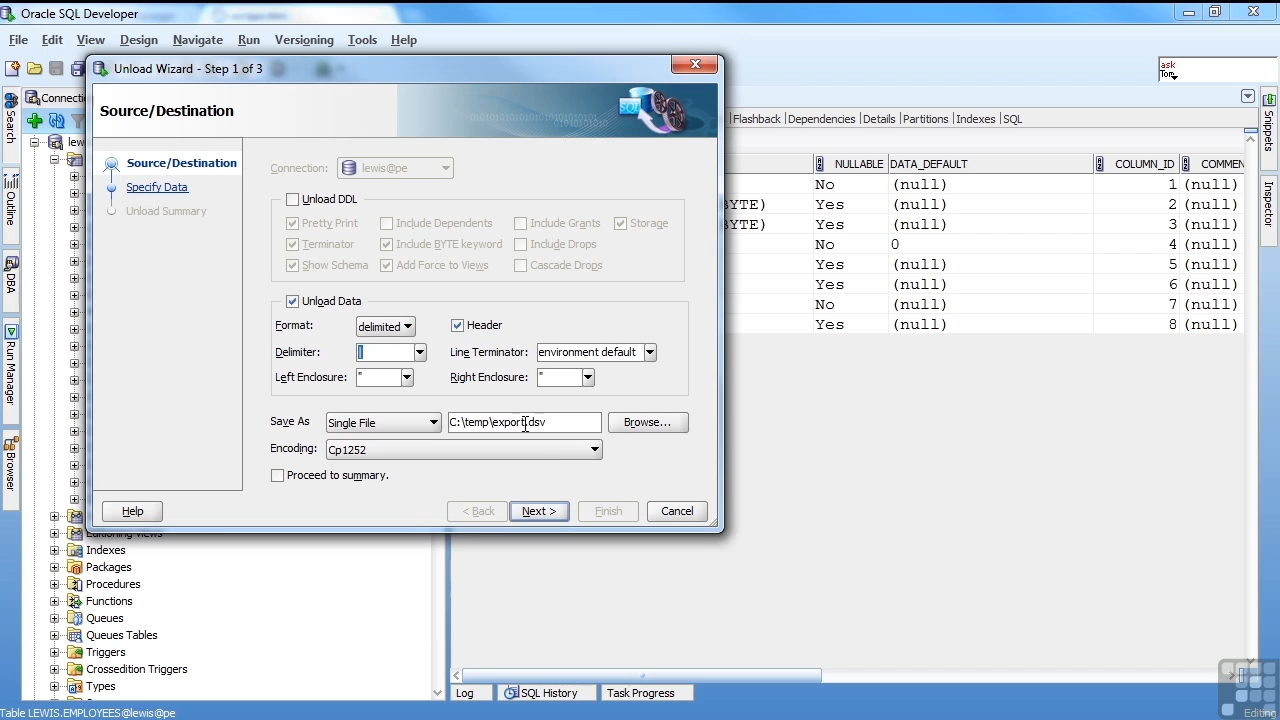 Oracle SQL Developer
File Edit View Design Navigate Run Versioning Tools Help
ask
Tom
Unload Wizard - Step 1 of 3
Source/Destination
Source/Destination
Specify Data
Unload Summary
Connection: lewis@pe
Unload DDL
Pretty Print Include Dependents Include Grants Storage
Terminator Include BYTE keyword Include Drops
Show Schema Add Force to Views Cascade Drops
Unload Data
Format: delimited Header
Delimiter: | Line Terminator: environment default
Left Enclosure: " Right Enclosure: "
Save As Single File C:\temp\export.dsv Browse...
Encoding: Cp1252
Proceed to summary.
Help < Back Next > Finish Cancel
Search
Outline
DBA
Run Manager
Browser
Connecti
lew
Editioning Views
Indexes
Packages
Procedures
Functions
Queues
Queues Tables
Triggers
Crossedition Triggers
Types
Flashback Dependencies Details Partitions Indexes SQL
NULLABLE DATA_DEFAULT COLUMN_ID COMMEN
No (null) 1 (null)
BYTE) Yes (null) 2 (null)
BYTE) Yes (null) 3 (null)
No 0 4 (null)
Yes (null) 5 (null)
Yes (null) 6 (null)
No (null) 7 (null)
Yes (null) 8 (null)
Snippets
Inspector
Log SQL History Task Progress
Table LEWIS.EMPLOYEES@lewis@pe
Editing